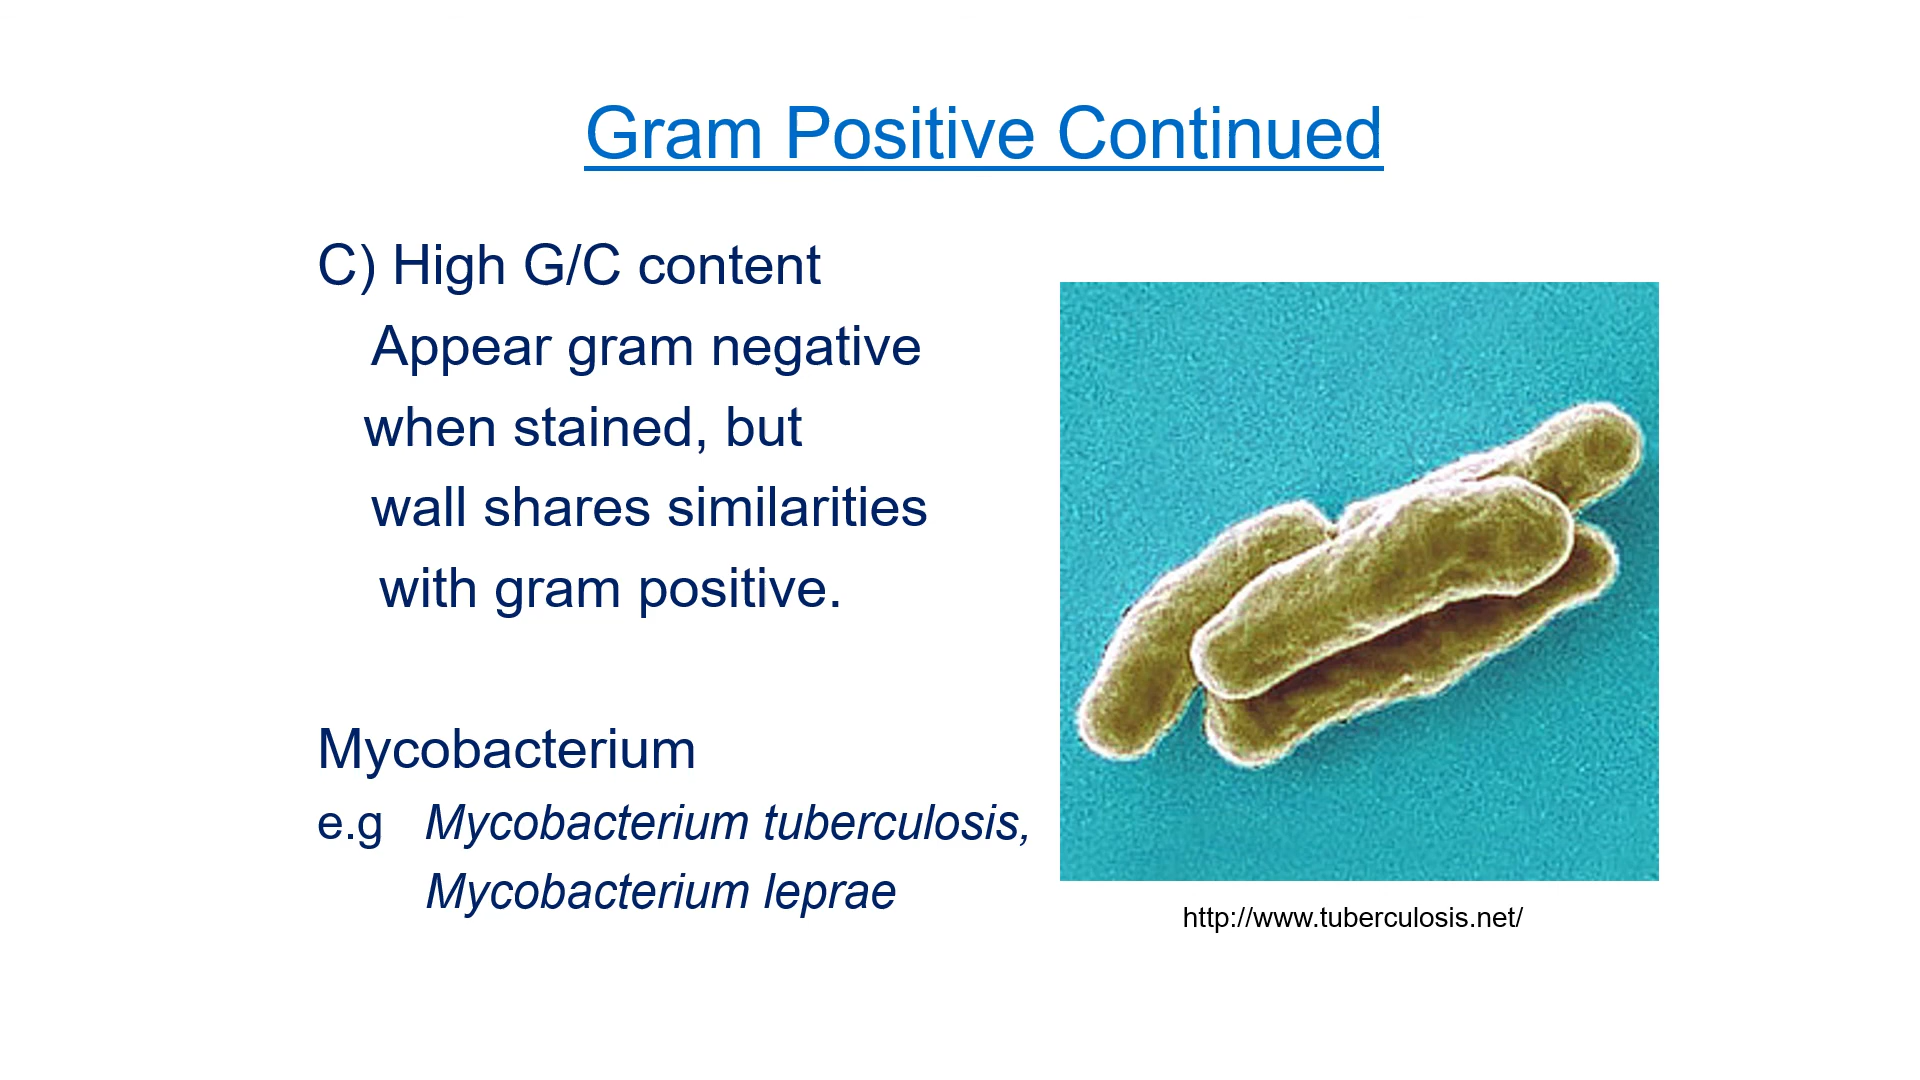 Gram Positive Continued
C) High G/C content
Appear gram negative
when stained, but
wall shares similarities
with gram positive.
Mycobacterium
e.g Mycobacterium tuberculosis,
Mycobacterium leprae
http://www.tuberculosis.net/